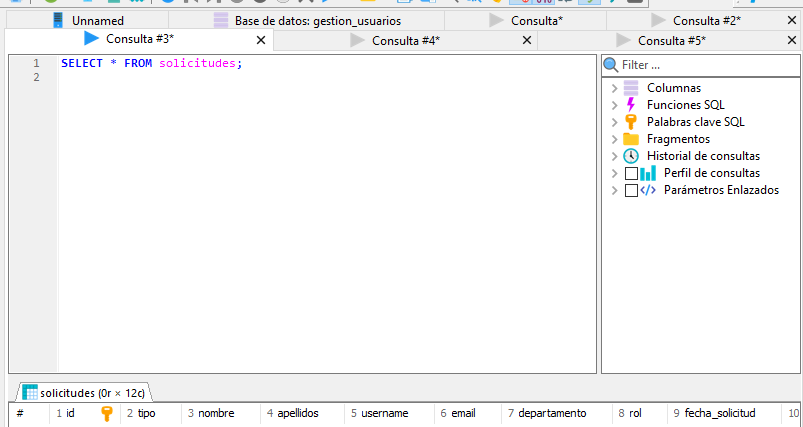 Unnamed
Base de datos: gestion_usuarios
Consulta*
Consulta #2*
Consulta #3*
Consulta #4*
Consulta #5*
1 SELECT * FROM solicitudes;
2
Filter ...
Columnas
Funciones SQL
Palabras clave SQL
Fragmentos
Historial de consultas
Perfil de consultas
Parámetros Enlazados
solicitudes (0r × 12c)
# 1 id 2 tipo 3 nombre 4 apellidos 5 username 6 email 7 departamento 8 rol 9 fecha_solicitud 10